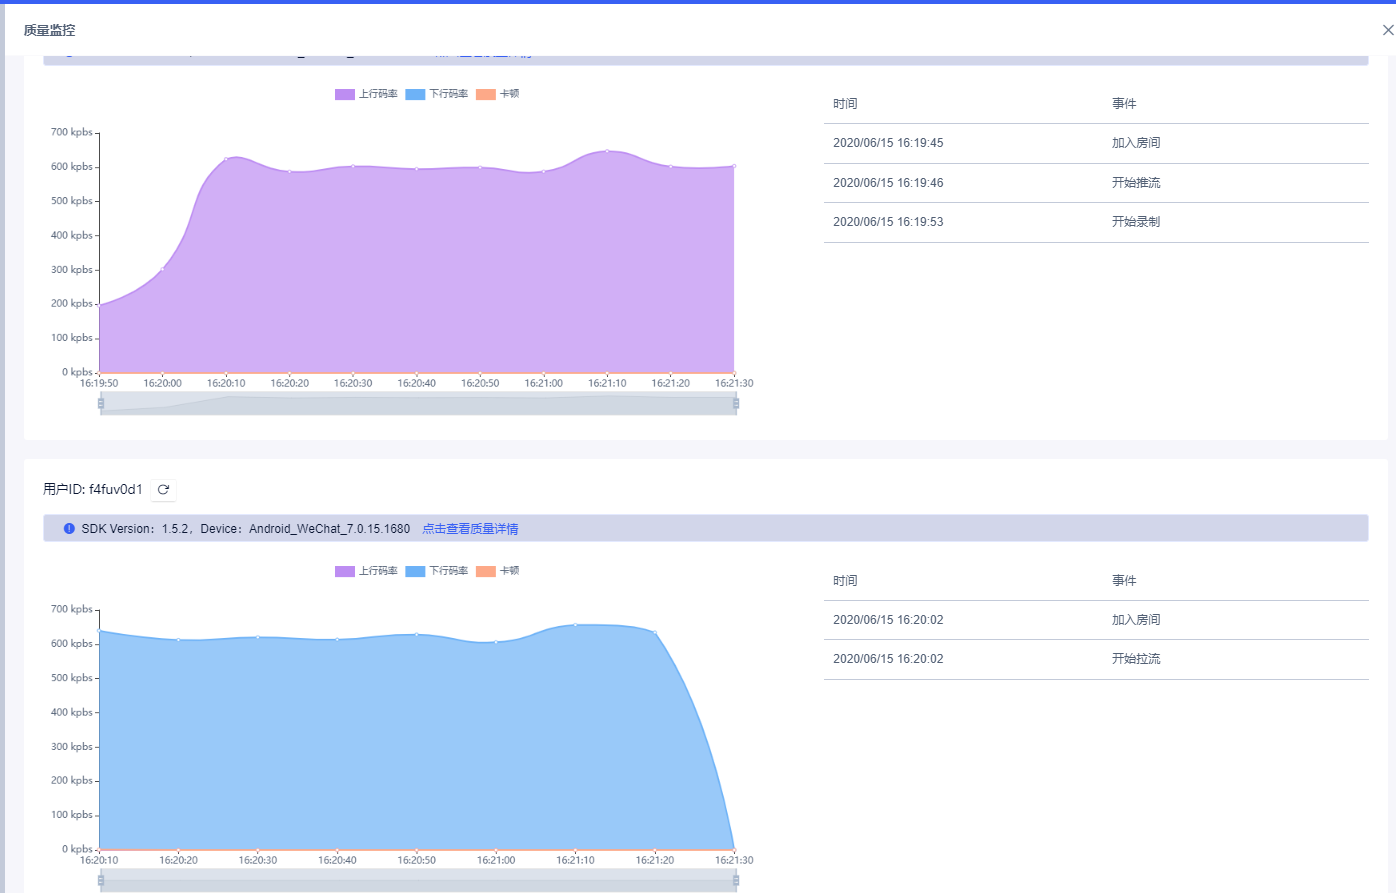 质量监控
上行码率 下行码率 卡顿
700 kpbs
600 kpbs
500 kpbs
400 kpbs
300 kpbs
200 kpbs
100 kpbs
0 kpbs
16:19:50 16:20:00 16:20:10 16:20:20 16:20:30 16:20:40 16:20:50 16:21:00 16:21:10 16:21:20 16:21:30
时间 事件
2020/06/15 16:19:45 加入房间
2020/06/15 16:19:46 开始推流
2020/06/15 16:19:53 开始录制
用户ID: f4fuv0d1
SDK Version：1.5.2，Device：Android_WeChat_7.0.15.1680 点击查看质量详情
上行码率 下行码率 卡顿
700 kpbs
600 kpbs
500 kpbs
400 kpbs
300 kpbs
200 kpbs
100 kpbs
0 kpbs
16:20:10 16:20:20 16:20:30 16:20:40 16:20:50 16:21:00 16:21:10 16:21:20 16:21:30
时间 事件
2020/06/15 16:20:02 加入房间
2020/06/15 16:20:02 开始拉流